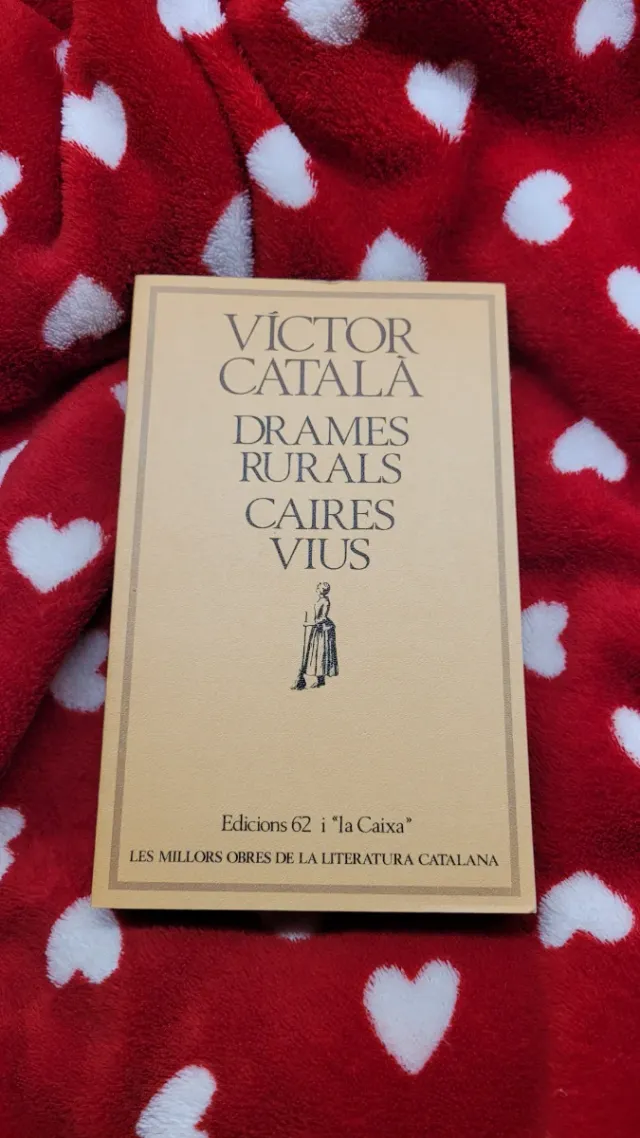 VÍCTOR
CATALÀ
DRAMES
RURALS
CAIRES
VIUS
Edicions 62 i "la Caixa"
LES MILLORS OBRES DE LA LITERATURA CATALANA